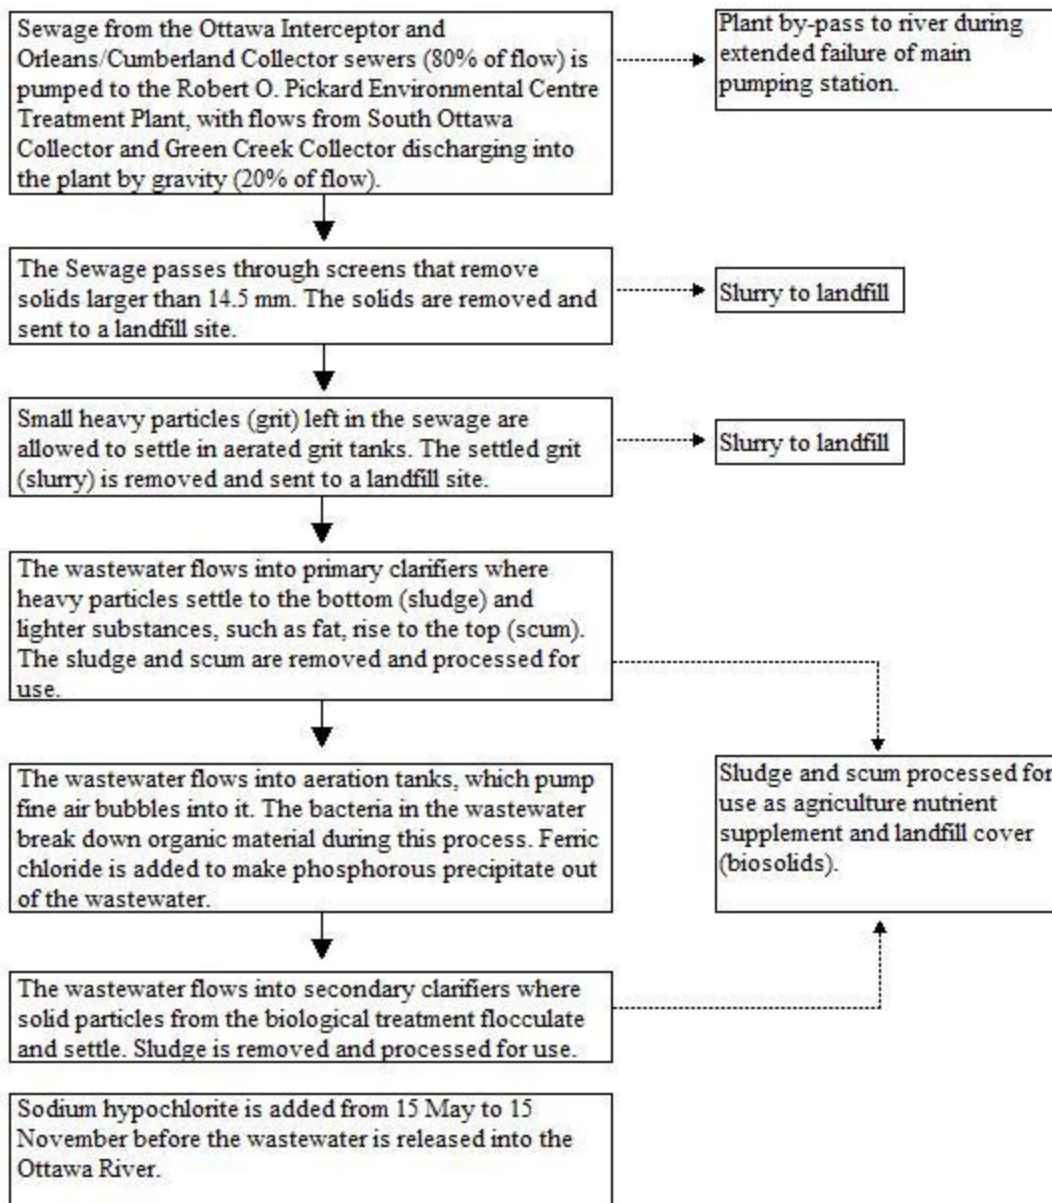 Sewage from the Ottawa Interceptor and
Orleans/Cumberland Collector sewers (80% of flow) is
pumped to the Robert O. Pickard Environmental Centre
Treatment Plant, with flows from South Ottawa
Collector and Green Creek Collector discharging into
the plant by gravity (20% of flow).
Plant by-pass to river during
extended failure of main
pumping station.
The Sewage passes through screens that remove
solids larger than 14.5 mm. The solids are removed and
sent to a landfill site.
Slurry to landfill
Small heavy particles (grit) left in the sewage are
allowed to settle in aerated grit tanks. The settled grit
(slurry) is removed and sent to a landfill site.
Slurry to landfill
The wastewater flows into primary clarifiers where
heavy particles settle to the bottom (sludge) and
lighter substances, such as fat, rise to the top (scum).
The sludge and scum are removed and processed for
use.
The wastewater flows into aeration tanks, which pump
fine air bubbles into it. The bacteria in the wastewater
break down organic material during this process. Ferric
chloride is added to make phosphorous precipitate out
of the wastewater.
Sludge and scum processed for
use as agriculture nutrient
supplement and landfill cover
(biosolids).
The wastewater flows into secondary clarifiers where
solid particles from the biological treatment flocculate
and settle. Sludge is removed and processed for use.
Sodium hypochlorite is added from 15 May to 15
November before the wastewater is released into the
Ottawa River.